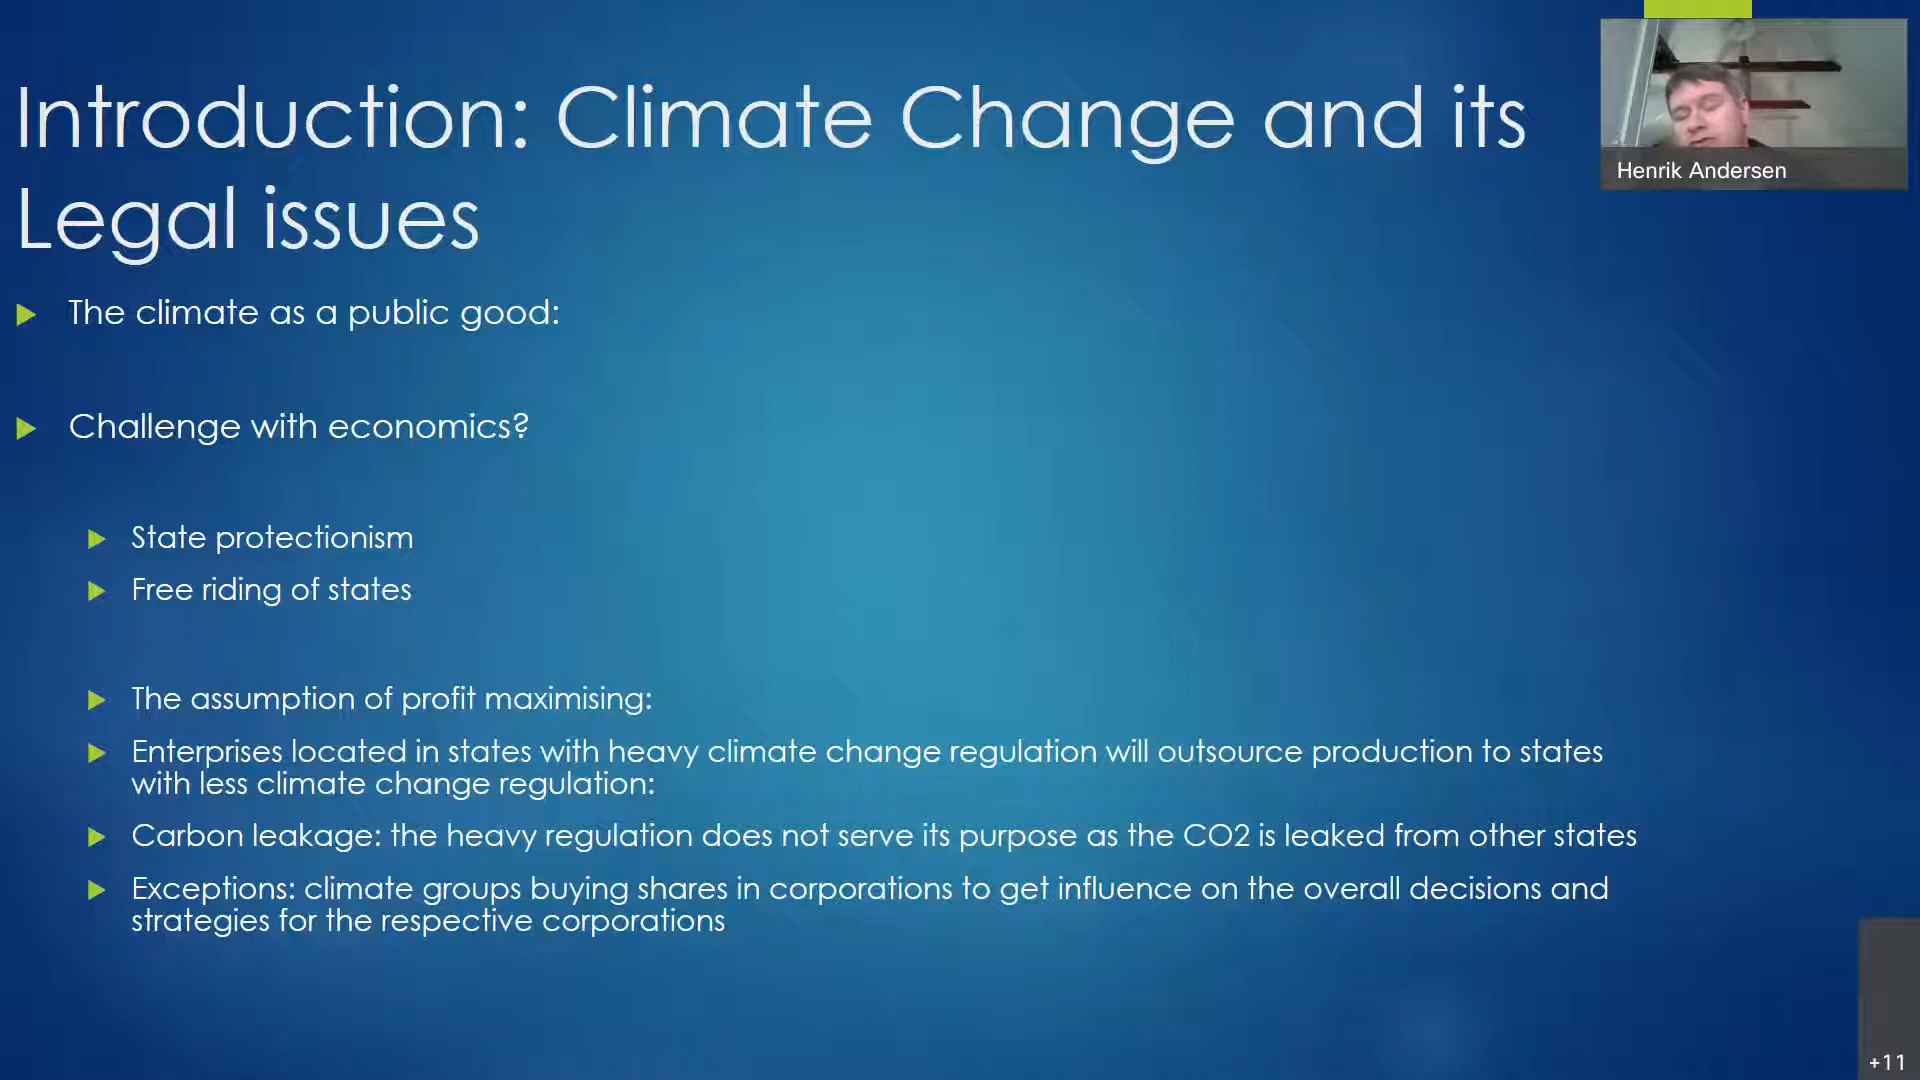 Introduction: Climate Change and its
Legal issues
Henrik Andersen
The climate as a public good:
Challenge with economics?
State protectionism
Free riding of states
The assumption of profit maximising:
Enterprises located in states with heavy climate change regulation will outsource production to states
with less climate change regulation:
Carbon leakage: the heavy regulation does not serve its purpose as the CO2 is leaked from other states
Exceptions: climate groups buying shares in corporations to get influence on the overall decisions and
strategies for the respective corporations
+11